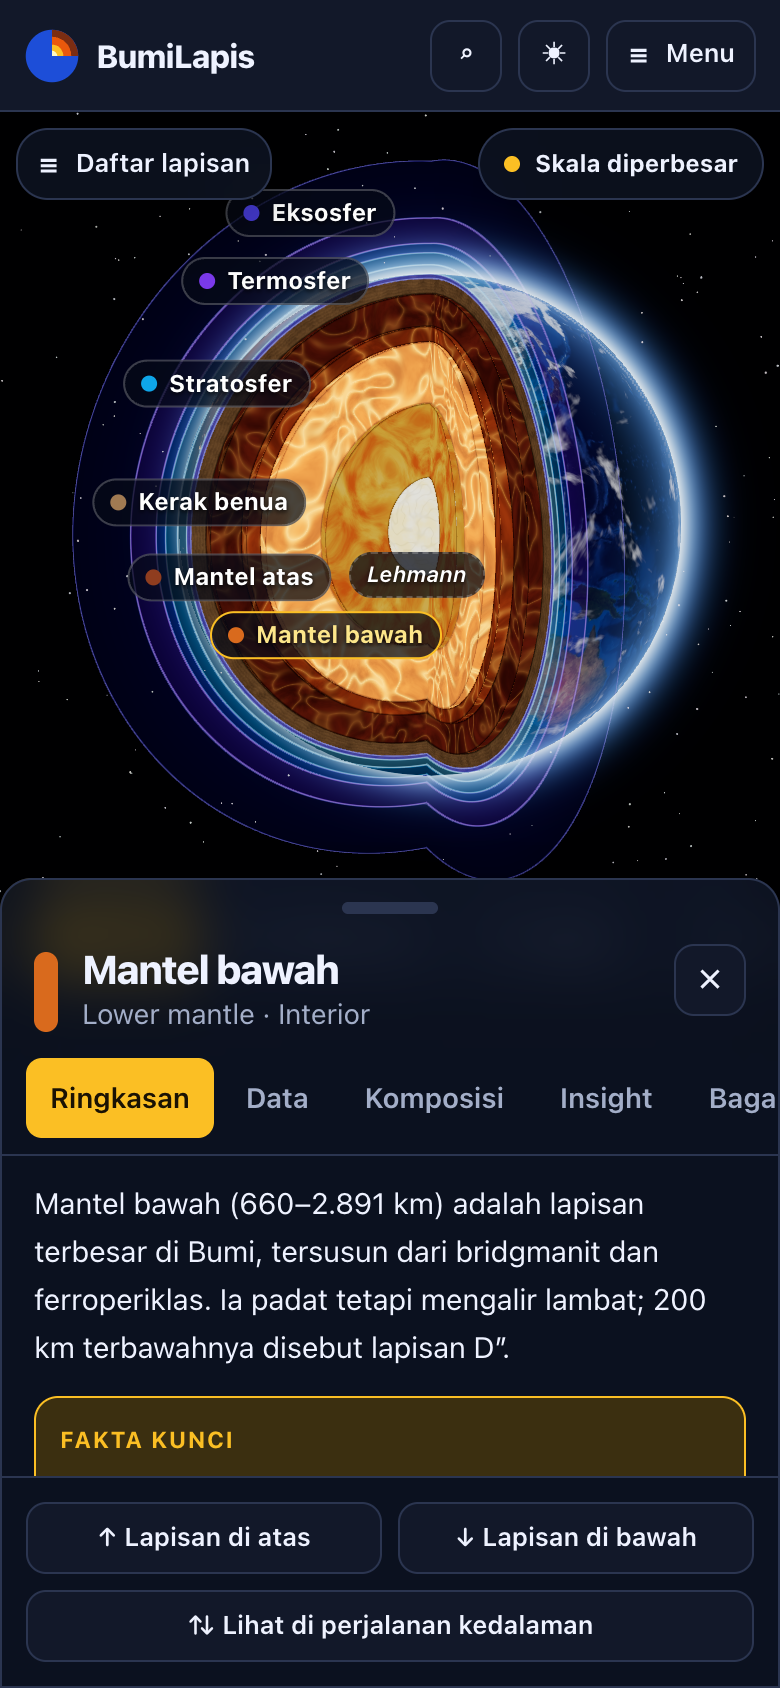 BumiLapis
Menu
Daftar lapisan
Skala diperbesar
Eksosfer
Termosfer
Stratosfer
Kerak benua
Mantel atas
Lehmann
Mantel bawah
Mantel bawah
Lower mantle · Interior
Ringkasan Data Komposisi Insight Baga
Mantel bawah (660–2.891 km) adalah lapisan
terbesar di Bumi, tersusun dari bridgmanit dan
ferroperiklas. Ia padat tetapi mengalir lambat; 200
km terbawahnya disebut lapisan D″.
FAKTA KUNCI
↑ Lapisan di atas
↓ Lapisan di bawah
⇅ Lihat di perjalanan kedalaman